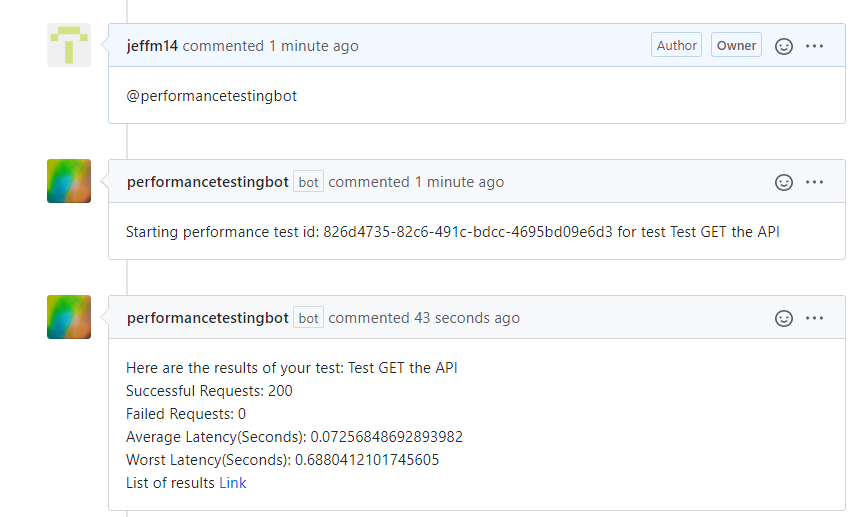 jeffm14 commented 1 minute ago Author Owner
@performancetestingbot
performancetestingbot bot commented 1 minute ago
Starting performance test id: 826d4735-82c6-491c-bdcc-4695bd09e6d3 for test Test GET the API
performancetestingbot bot commented 43 seconds ago
Here are the results of your test: Test GET the API
Successful Requests: 200
Failed Requests: 0
Average Latency(Seconds): 0.07256848692893982
Worst Latency(Seconds): 0.6880412101745605
List of results Link